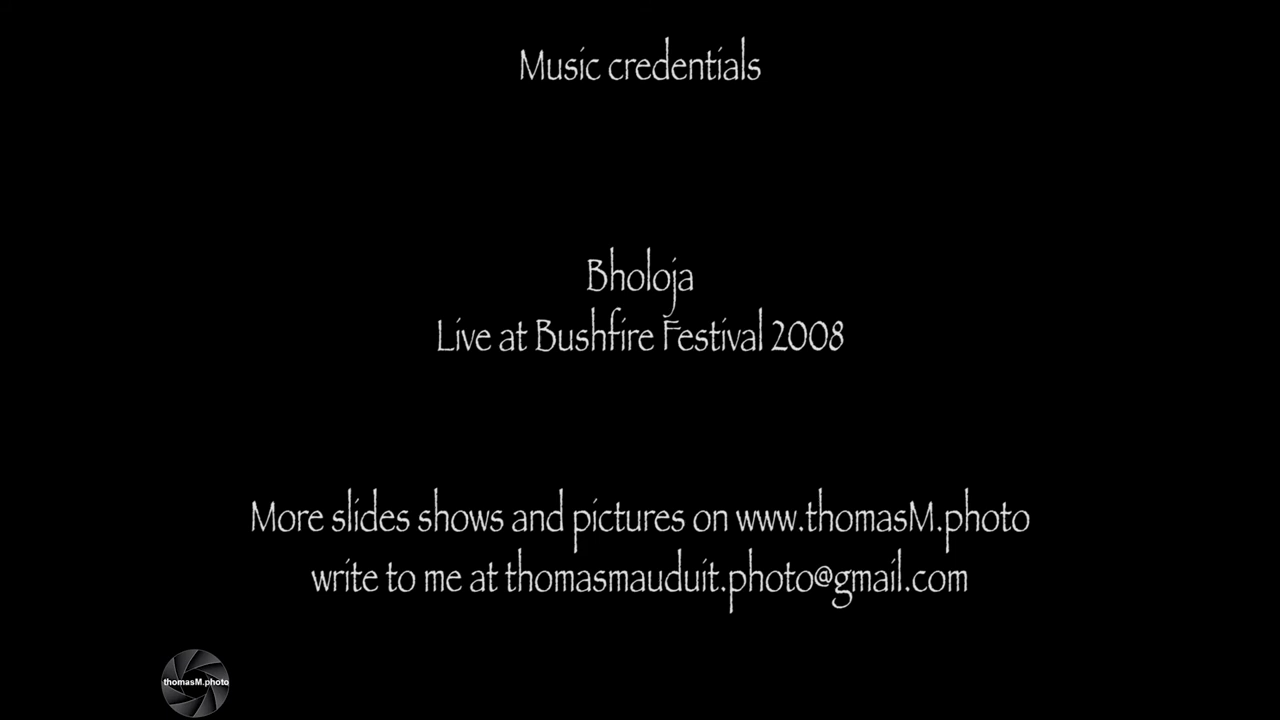 Music credentials
Bholoja
Live at Bushfire Festival 2008
More slides shows and pictures on www.thomasM.photo
write to me at thomasmauduit.photo@gmail.com
thomasM.photo